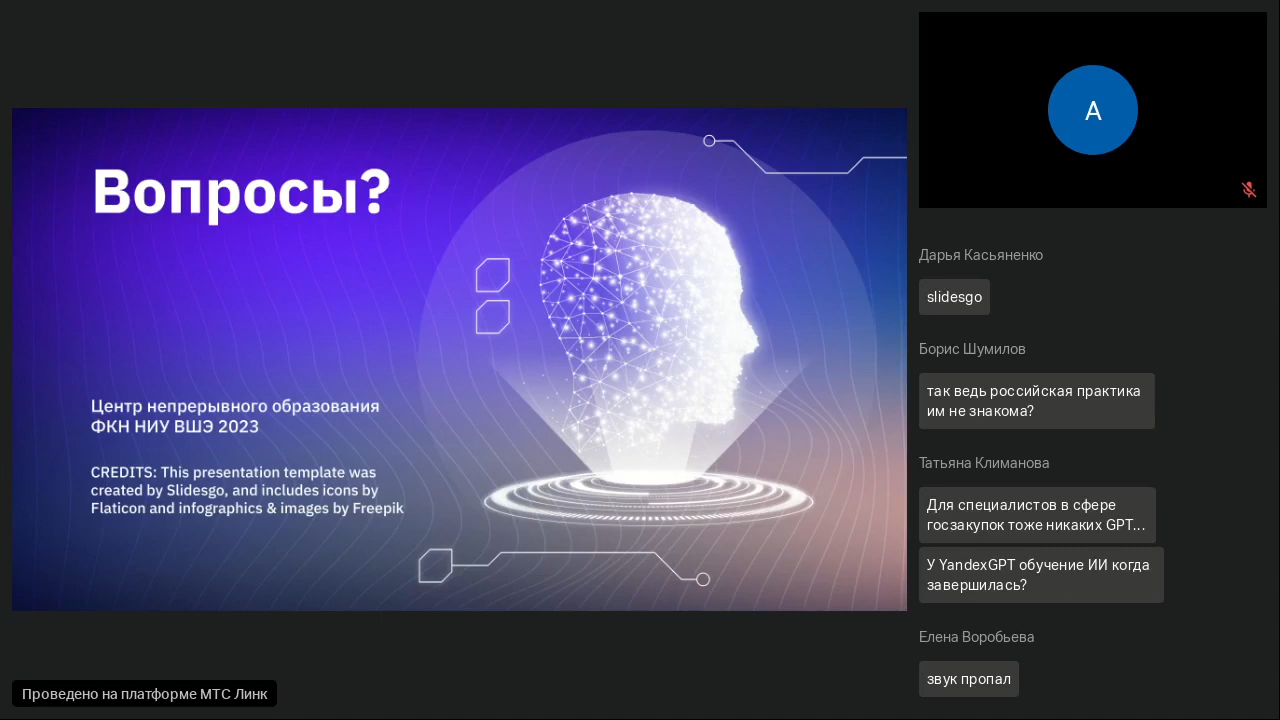 Вопросы?
Центр непрерывного образования
ФКН НИУ ВШЭ 2023
CREDITS: This presentation template was
created by Slidesgo, and includes icons by
Flaticon and infographics & images by Freepik
Проведено на платформе МТС Линк
А
Дарья Касьяненко
slidesgo
Борис Шумилов
так ведь российская практика
им не знакома?
Татьяна Климанова
Для специалистов в сфере
госзакупок тоже никаких GPT...
У YandexGPT обучение ИИ когда
завершилась?
Елена Воробьева
звук пропал